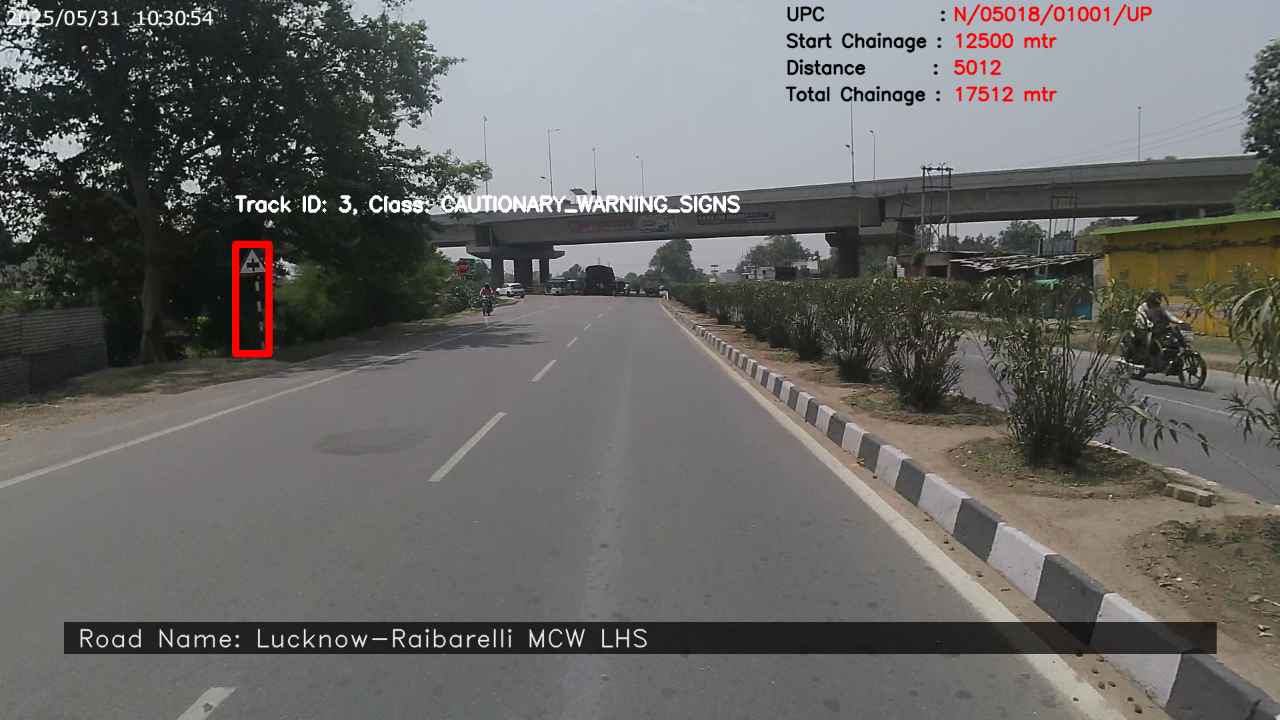 2025/05/31 10:30:54
UPC : N/05018/01001/UP
Start Chainage : 12500 mtr
Distance : 5012
Total Chainage : 17512 mtr
Track ID: 3, Class: CAUTIONARY_WARNING_SIGNS
Road Name: Lucknow-Raibarelli MCW LHS